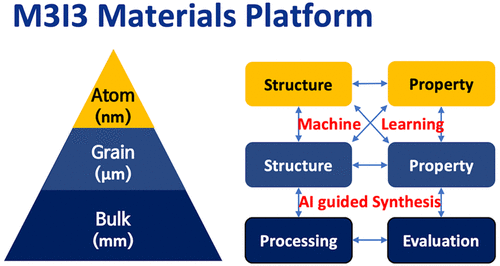 M3I3 Materials Platform
Atom
(nm)
Grain
(μm)
Bulk
(mm)
Structure
Property
Machine Learning
Structure
Property
AI guided Synthesis
Processing
Evaluation